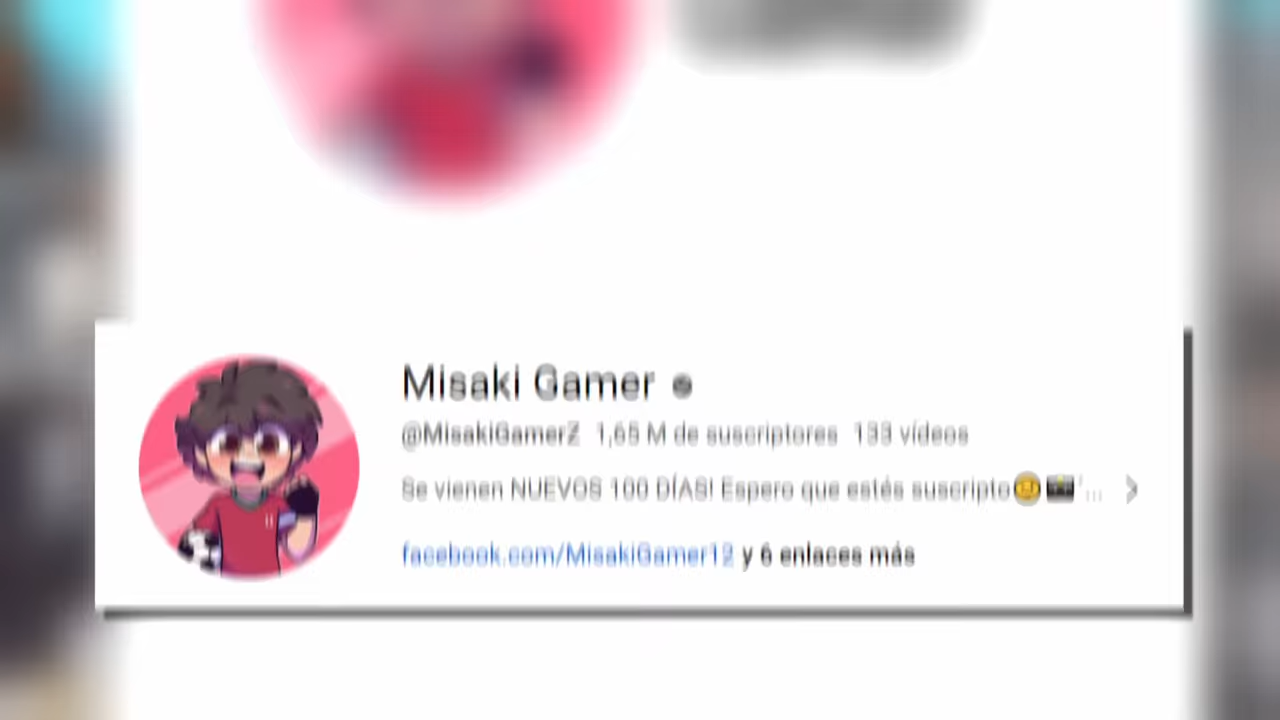 Misaki Gamer
@MisakiGamerZ 1,65 M de suscriptores 133 vídeos
Se vienen NUEVOS 100 DÍAS! Espero que estés suscripto😊📷'...
facebook.com/MisakiGamer12 y 6 enlaces más